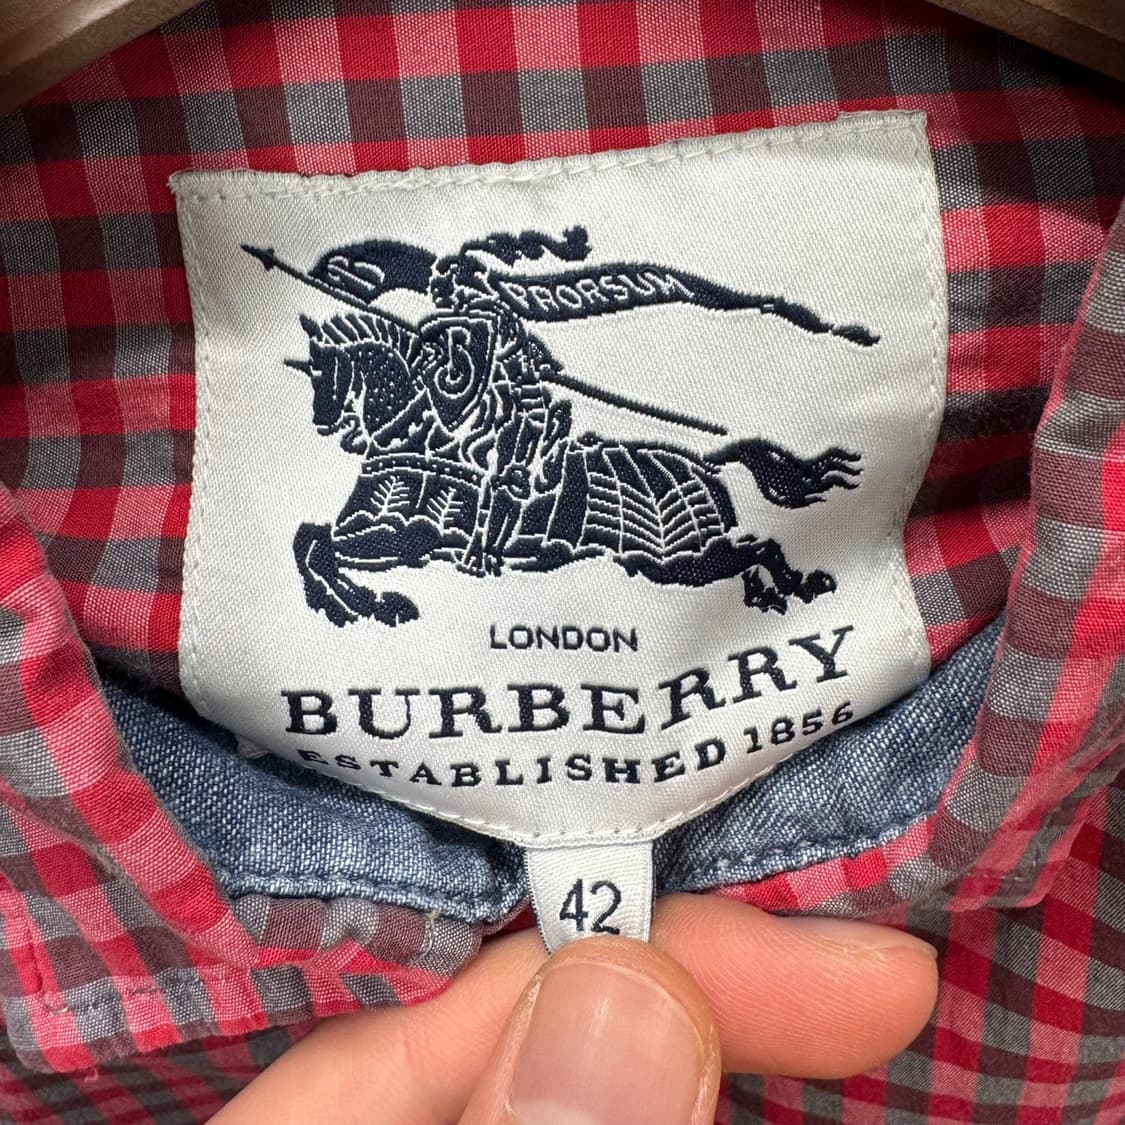 B
PRORSUM
B
LONDON
BURBERRY
ESTABLISHED 1856
42